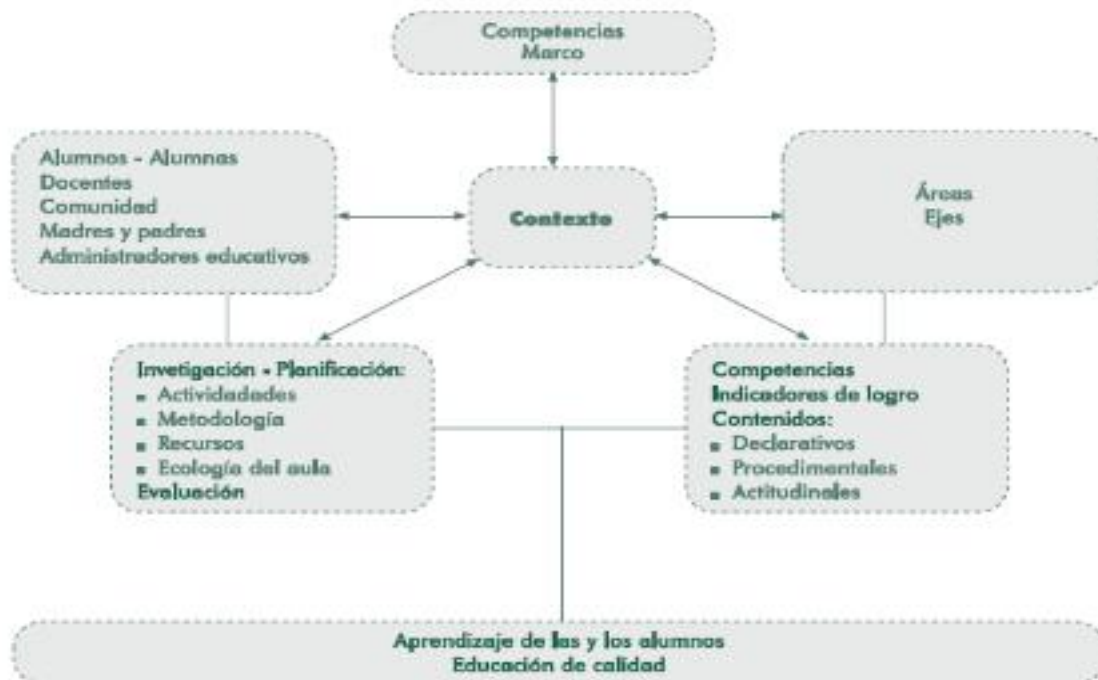 Competencias
Marco
Alumnos - Alumnas
Docentes
Comunidad
Madres y padres
Administradores educativos
Contexto
Áreas
Ejes
Invetigación - Planificación:
▪ Actividadades
▪ Metodología
▪ Recursos
▪ Ecología del aula
Evaluación
Competencias
Indicadores de logro
Contenidos:
▪ Declarativos
▪ Procedimentales
▪ Actitudinales
Aprendizaje de las y los alumnos
Educación de calidad